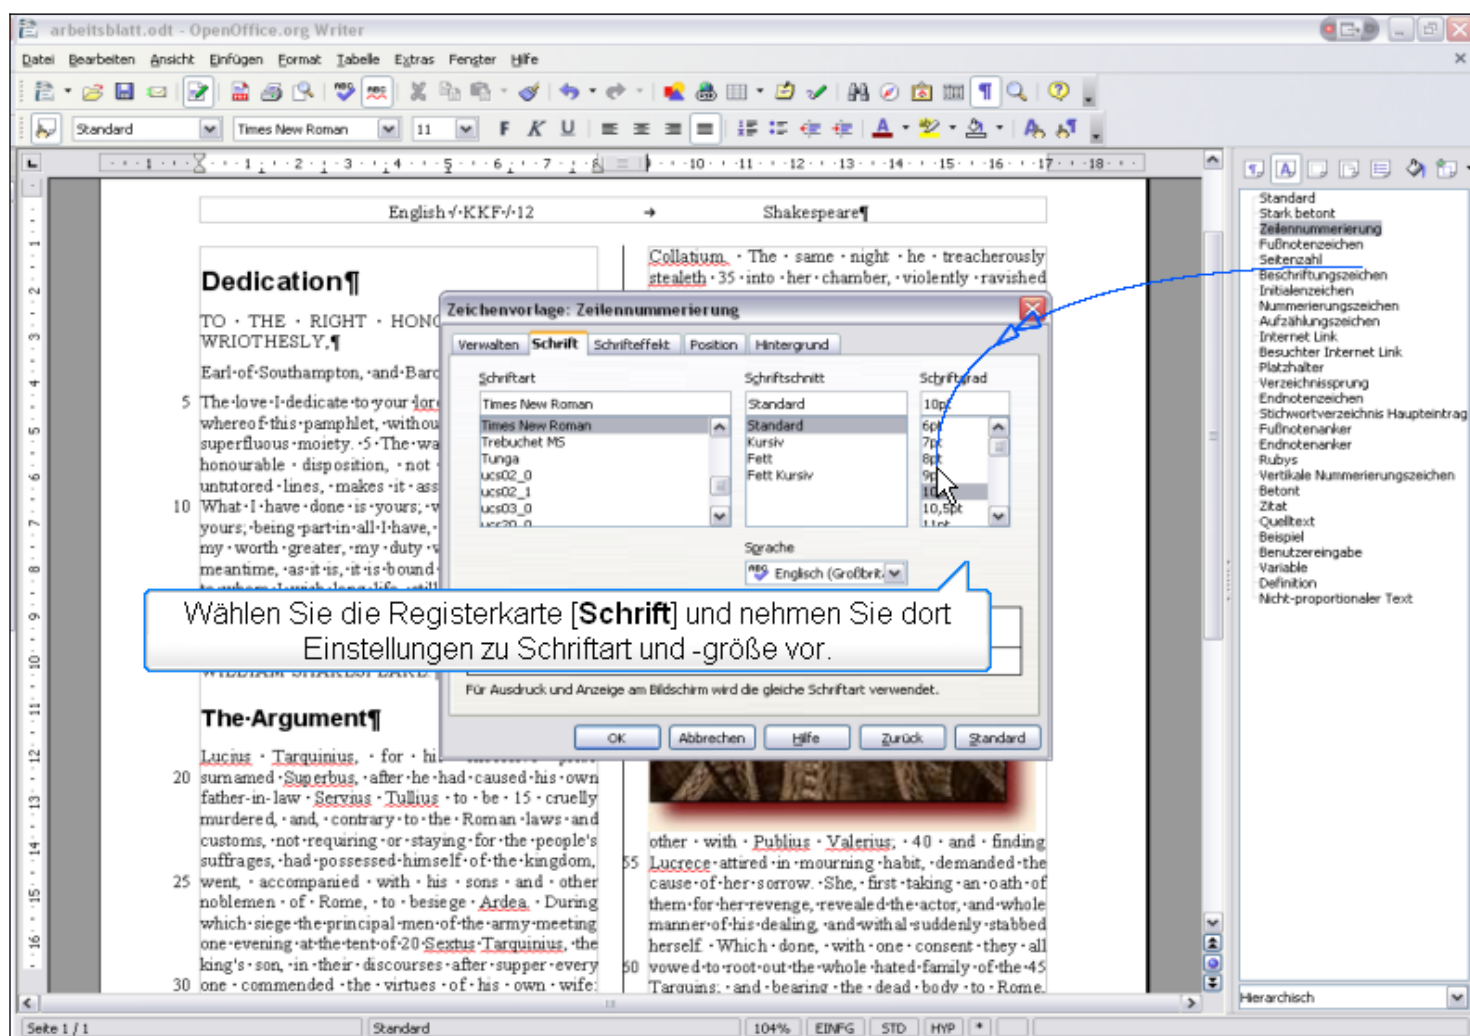 arbeitsblatt.odt - OpenOffice.org Writer
Datei Bearbeiten Ansicht Einfügen Format Tabelle Extras Fenster Hilfe
Standard Times New Roman 11 F K U
English·/·KKF·/·12 → Shakespeare¶
Dedication¶
TO · THE · RIGHT ·
WRIOTHESLY,¶
Earl·of·Southampton,·and·
5 The·love·I·dedicate·to·your·
whereof·this·pamphlet,·
superfluous·moiety.·5·The·
honourable · disposition, · not ·
untutored·lines,·makes·it·
10 What·I·have·done·is·yours;·
yours;·being·part·in·all·I·have,·
my·worth·greater,·my·duty·
meantime,·as·it·is,·it·is·bound·
WILLIAM·SHAKESPEARE.
The·Argument¶
Lucius · Tarquinius, · for ·
20 surnamed·Superbus,·after·he·had·caused·his·own
father-in-law·Servius·Tullius·to·be·15·cruelly
murdered,·and,·contrary·to·the·Roman·laws·and
customs,·not·requiring·or·staying·for·the·people's
suffrages,·had·possessed·himself·of·the·kingdom,
25 went,·accompanied·with·his·sons·and·other
noblemen·of·Rome,·to·besiege·Ardea.·During
which·siege·the·principal·men·of·the·army·meeting
one·evening·at·the·tent·of·20·Sextus·Tarquinius,·the
king's·son,·in·their·discourses·after·supper·every
30 one·commended·the·virtues·of·his·own·wife:
Collatium.·The·same·night·he·treacherously
stealeth·35·into·her·chamber,·violently·ravished
other·with·Publius·Valerius;·40·and·finding
55 Lucrece·attired·in·mourning·habit,·demanded·the
cause·of·her·sorrow.·She,·first·taking·an·oath·of
them·for·her·revenge,·revealed·the·actor,·and·whole
manner·of·his·dealing,·and·withal·suddenly·stabbed
herself.·Which·done,·with·one·consent·they·all
60 vowed·to·root·out·the·whole·hated·family·of·the·45
Tarquins;·and·bearing·the·dead·body·to·Rome,
Zeichenvorlage: Zeilennummerierung
Verwalten Schrift Schrifteffekt Position Hintergrund
Schriftart Schriftschnitt Schriftgrad
Times New Roman Standard 10pt
Times New Roman Standard 6pt
Trebuchet MS Kursiv 7pt
Tunga Fett 8pt
ucs02_0 Fett Kursiv 9pt
ucs02_1
ucs03_0 10,5pt
ucs20_0 11pt
Sprache
Englisch (Großbrit.
Wählen Sie die Registerkarte [Schrift] und nehmen Sie dort
Einstellungen zu Schriftart und -größe vor.
Für Ausdruck und Anzeige am Bildschirm wird die gleiche Schriftart verwendet.
OK Abbrechen Hilfe Zurück Standard
Standard
Stark betont
Zeilennummerierung
Fußnotenzeichen
Seitenzahl
Beschriftungszeichen
Initialenzeichen
Nummerierungszeichen
Aufzählungszeichen
Internet Link
Besuchter Internet Link
Platzhalter
Verzeichnissprung
Endnotenzeichen
Stichwortverzeichnis Haupteintrag
Fußnotenanker
Endnotenanker
Rubys
Vertikale Nummerierungszeichen
Betont
Zitat
Quelltext
Beispiel
Benutzereingabe
Variable
Definition
Nicht-proportionaler Text
Hierarchisch
Seite 1 / 1 Standard 104% EINFG STD HYP *